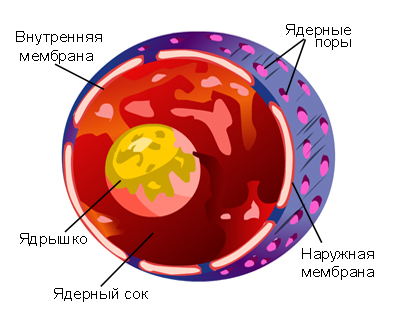 Внутренняя
мембрана
Ядерные
поры
Ядрышко
Ядерный сок
Наружная
мембрана